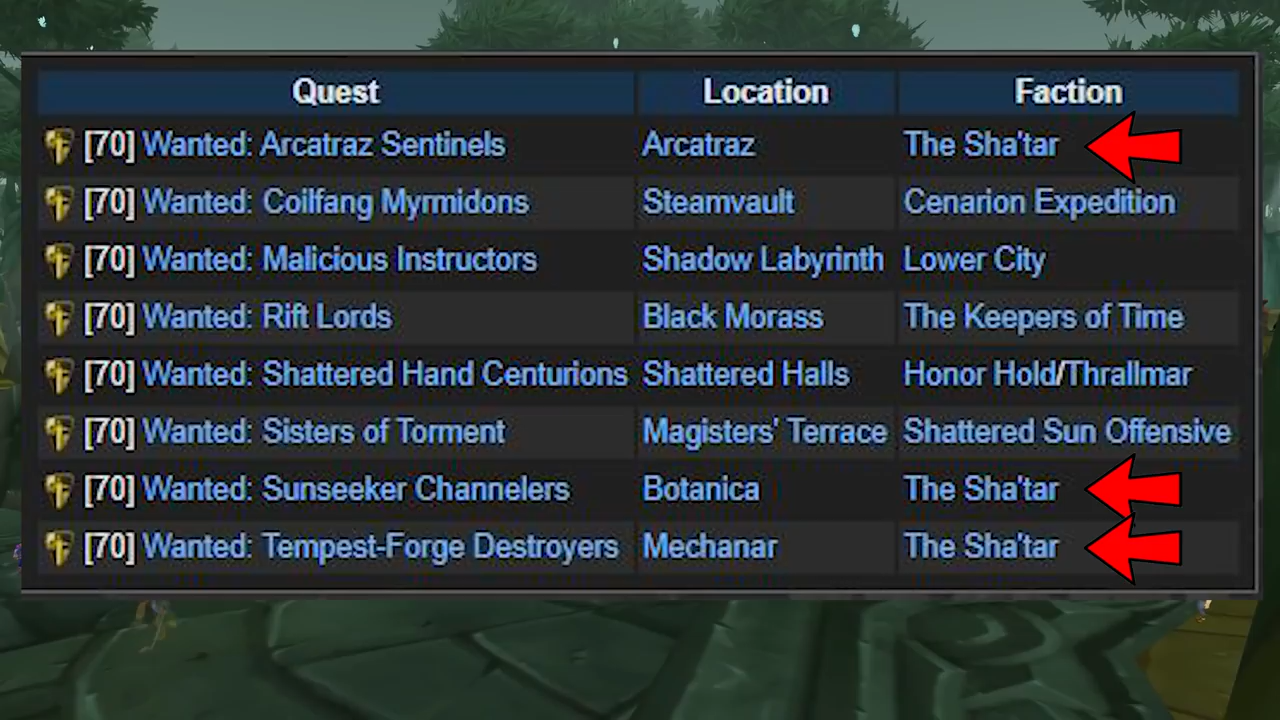 Quest Location Faction
[70] Wanted: Arcatraz Sentinels Arcatraz The Sha'tar
[70] Wanted: Coilfang Myrmidons Steamvault Cenarion Expedition
[70] Wanted: Malicious Instructors Shadow Labyrinth Lower City
[70] Wanted: Rift Lords Black Morass The Keepers of Time
[70] Wanted: Shattered Hand Centurions Shattered Halls Honor Hold/Thrallmar
[70] Wanted: Sisters of Torment Magisters' Terrace Shattered Sun Offensive
[70] Wanted: Sunseeker Channelers Botanica The Sha'tar
[70] Wanted: Tempest-Forge Destroyers Mechanar The Sha'tar